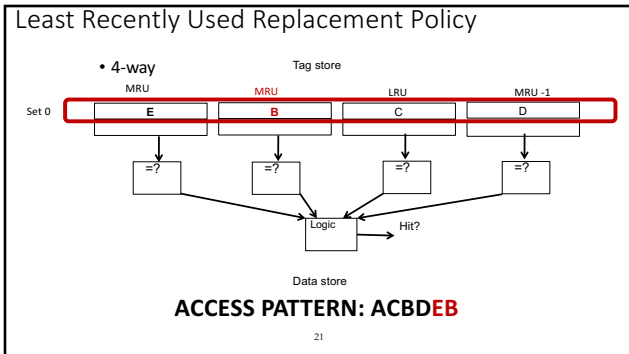 Least Recently Used Replacement Policy
• 4-way
Tag store
MRU MRU LRU MRU -1
Set 0 E B C D
=? =? =? =?
Logic Hit?
Data store
ACCESS PATTERN: ACBDEB
21